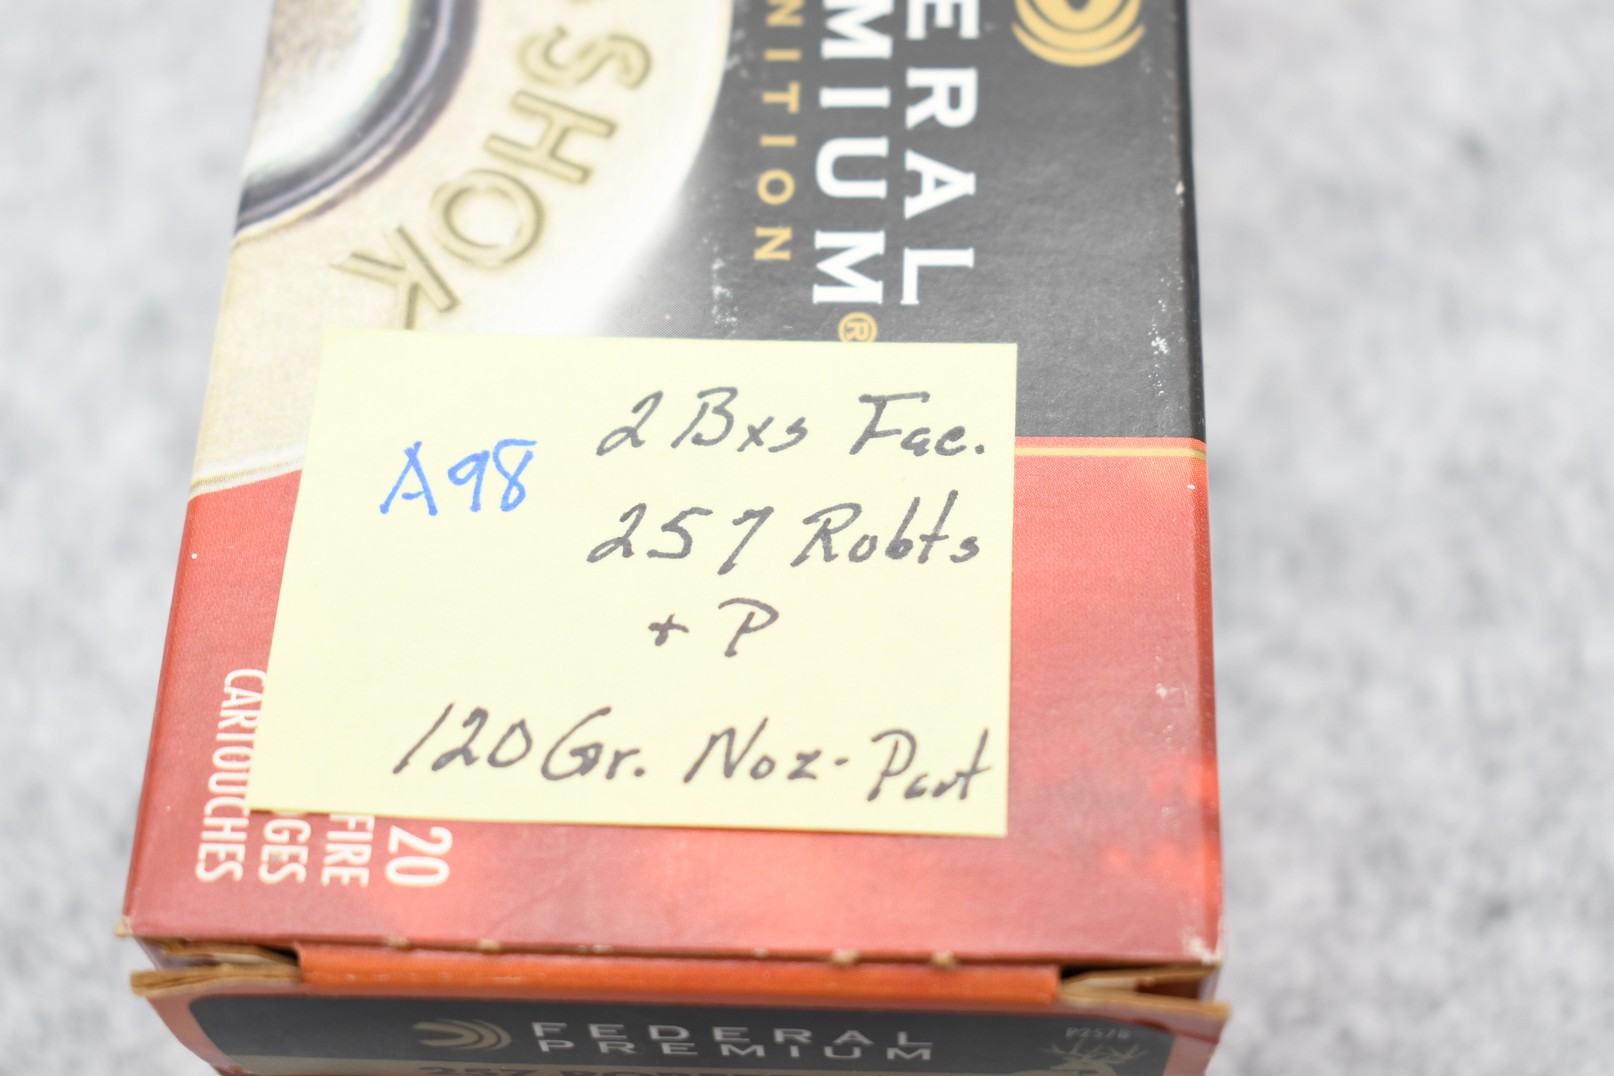 SHOK
ERAL
MIUM®
NITION
A98
2 Bxs Fac.
257 Robts
+ P
120 Gr. Noz-Part
20
FIRE
GES
CARTOUCHES
FEDERAL
PREMIUM